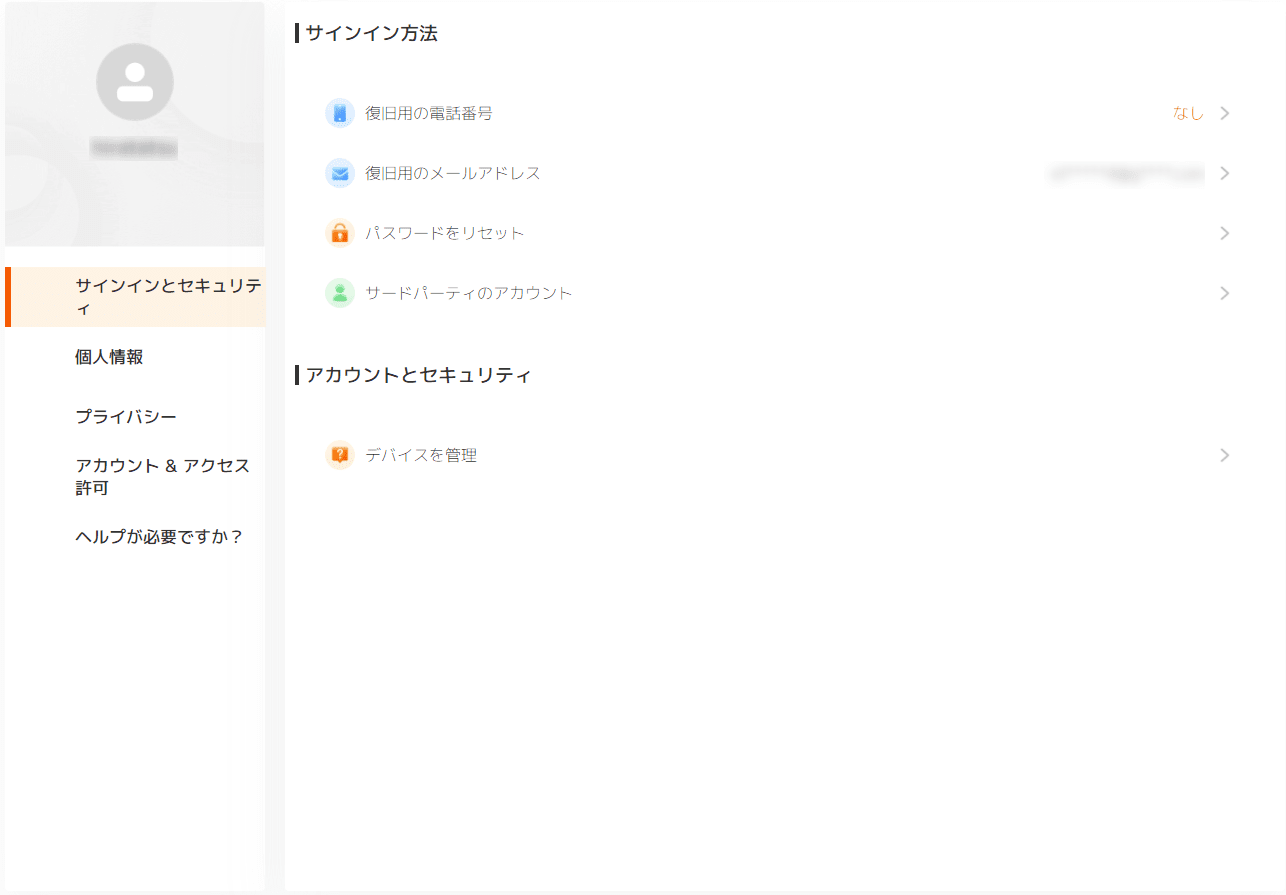 サインインとセキュリテ
ィ
個人情報
プライバシー
アカウント & アクセス
許可
ヘルプが必要ですか？
サインイン方法
復旧用の電話番号 なし
復旧用のメールアドレス
パスワードをリセット
サードパーティのアカウント
アカウントとセキュリティ
デバイスを管理